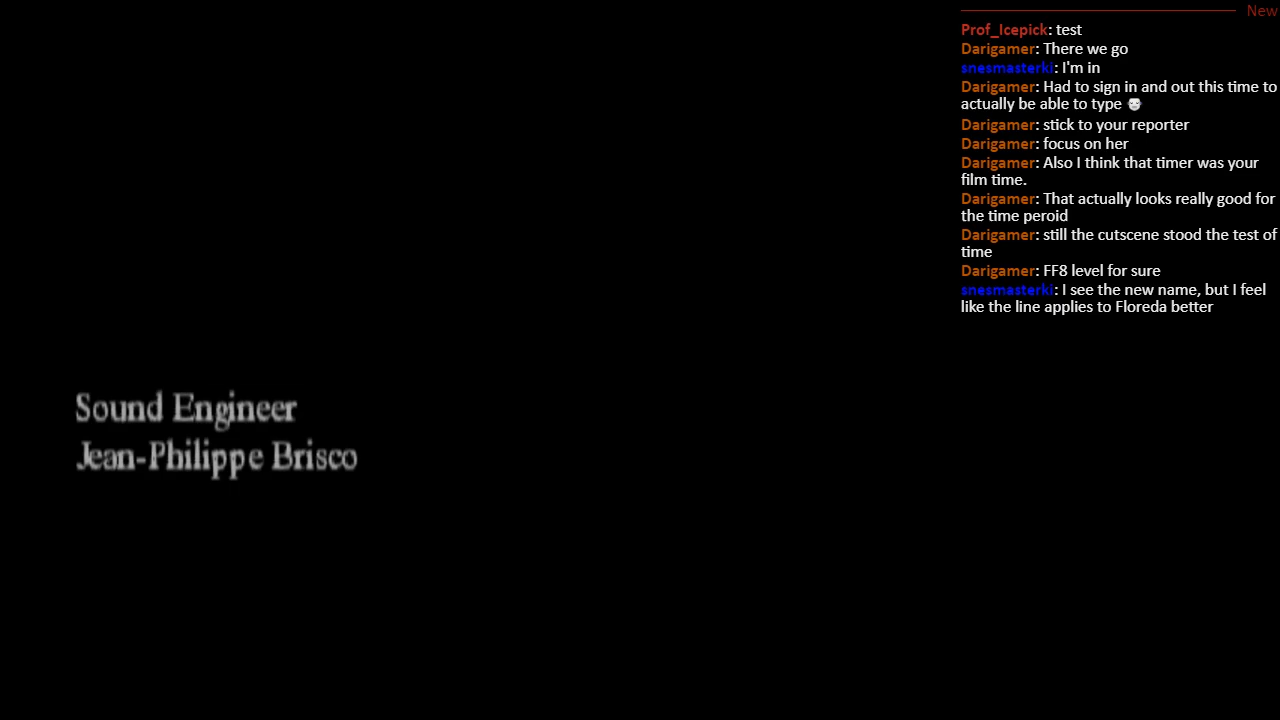 New
Prof_Icepick: test
Darigamer: There we go
snesmasterki: I'm in
Darigamer: Had to sign in and out this time to
actually be able to type
Darigamer: stick to your reporter
Darigamer: focus on her
Darigamer: Also I think that timer was your
film time.
Darigamer: That actually looks really good for
the time peroid
Darigamer: still the cutscene stood the test of
time
Darigamer: FF8 level for sure
snesmasterki: I see the new name, but I feel
like the line applies to Floreda better
Sound Engineer
Jean-Philippe Brisco